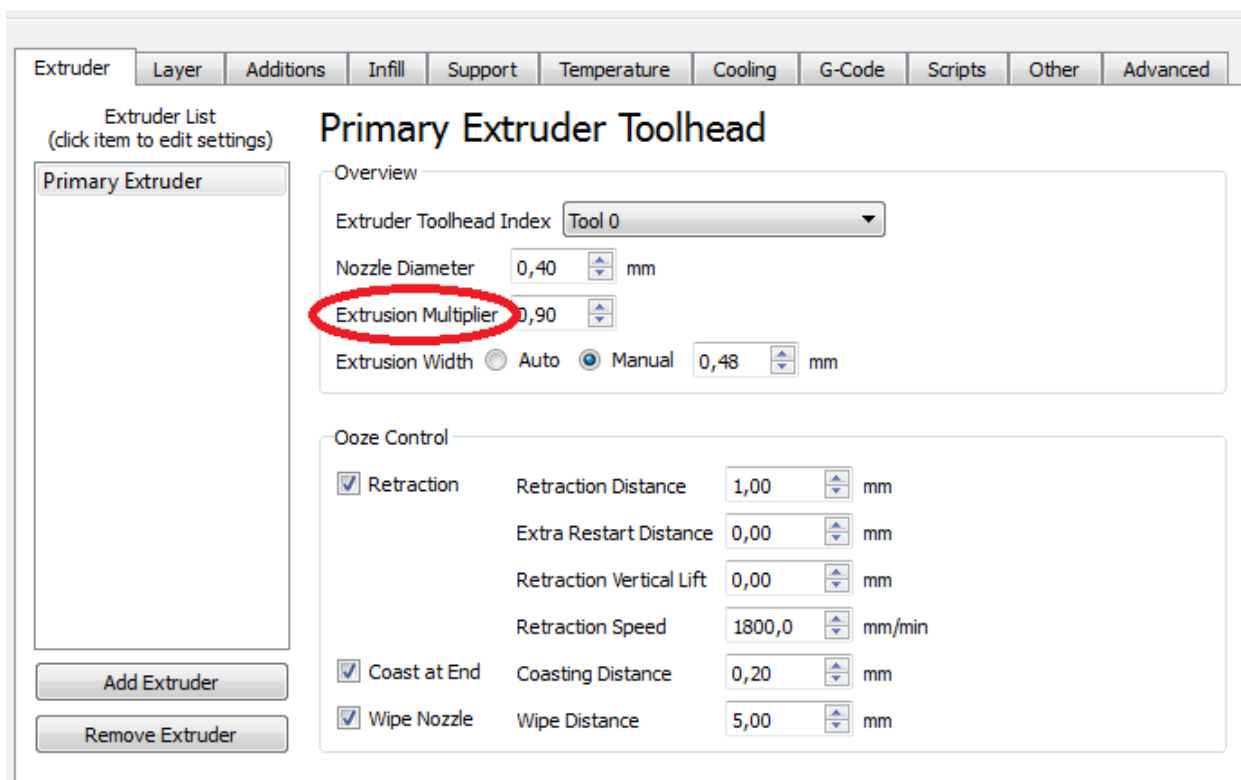 Extruder Layer Additions Infill Support Temperature Cooling G-Code Scripts Other Advanced
Extruder List
(click item to edit settings)
Primary Extruder
Add Extruder
Remove Extruder
Primary Extruder Toolhead
Overview
Extruder Toolhead Index Tool 0
Nozzle Diameter 0,40 mm
Extrusion Multiplier 0,90
Extrusion Width Auto Manual 0,48 mm
Ooze Control
Retraction Retraction Distance 1,00 mm
Extra Restart Distance 0,00 mm
Retraction Vertical Lift 0,00 mm
Retraction Speed 1800,0 mm/min
Coast at End Coasting Distance 0,20 mm
Wipe Nozzle Wipe Distance 5,00 mm